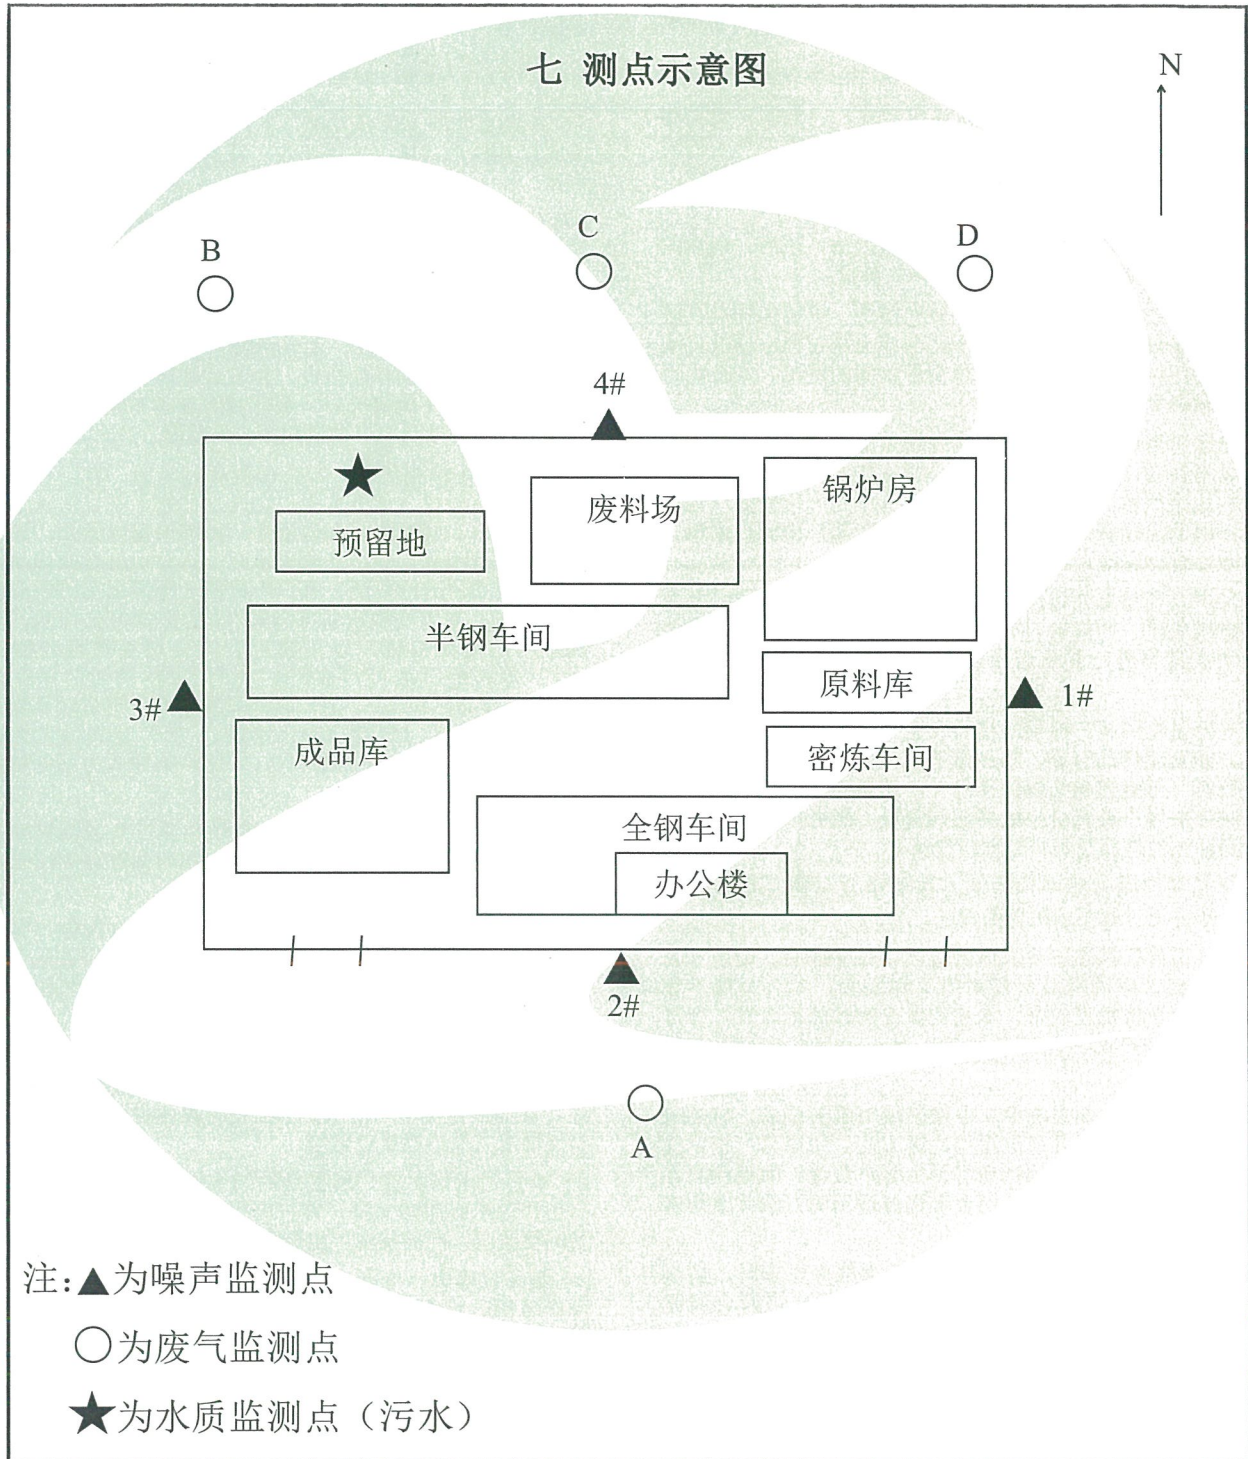 七 测点示意图
N
B
C
D
4#
锅炉房
废料场
预留地
半钢车间
原料库
3#
1#
成品库
密炼车间
全钢车间
办公楼
2#
A
注:▲为噪声监测点
○为废气监测点
★为水质监测点（污水）